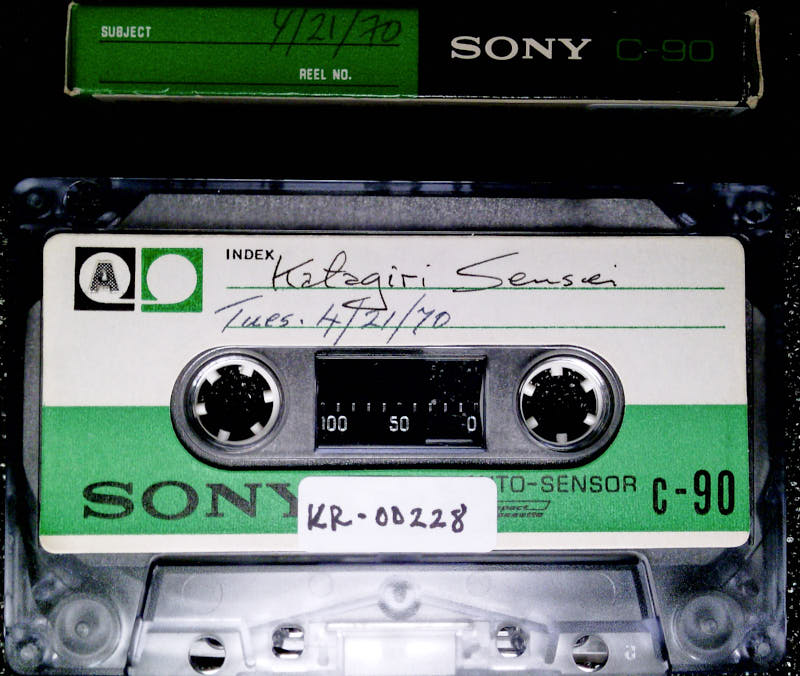 SUBJECT 4/21/70
REEL NO.
SONY C-90
A
INDEX Katagiri Sensei
Tues. 4/21/70
100 50 0
SONY AUTO-SENSOR C-90
KR-00228